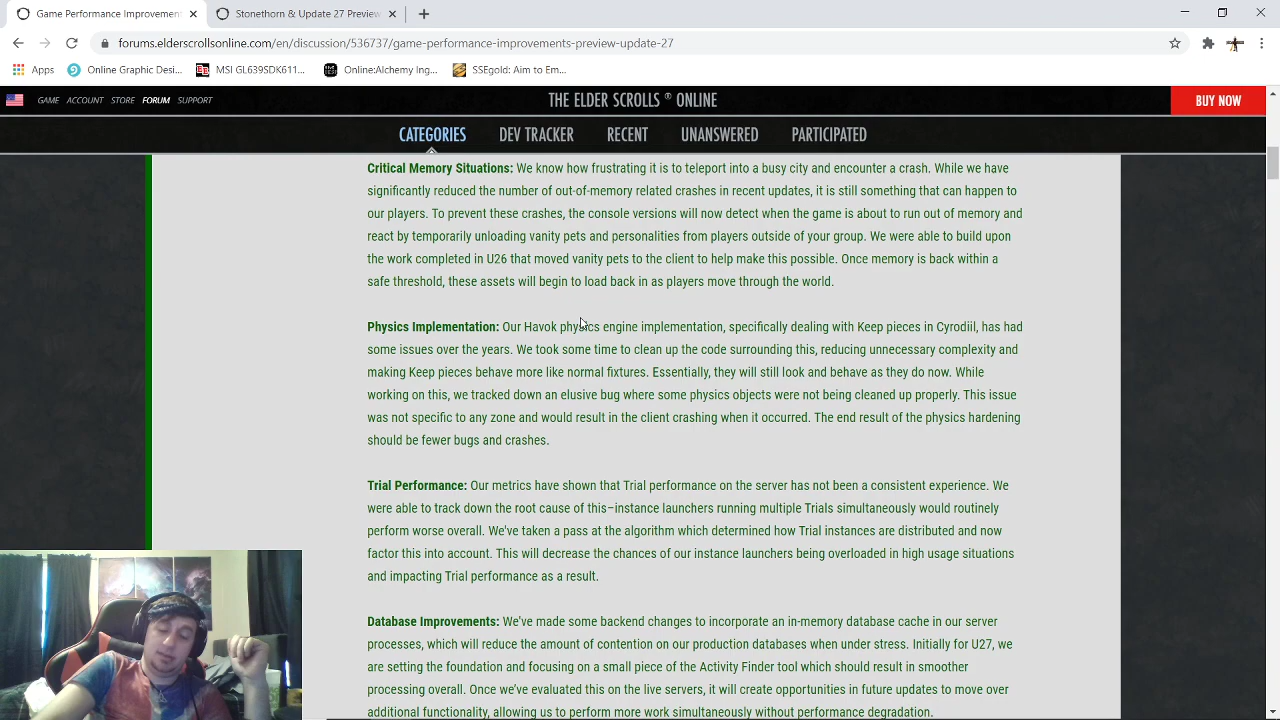 Game Performance Improvement
Stonethorn & Update 27 Preview
forums.elderscrollsonline.com/en/discussion/536737/game-performance-improvements-preview-update-27
Apps
Online Graphic Desi...
MSI GL639SDK611...
Online:Alchemy Ing...
SSEgold: Aim to Em...
GAME ACCOUNT STORE FORUM SUPPORT
THE ELDER SCROLLS ® ONLINE
BUY NOW
CATEGORIES DEV TRACKER RECENT UNANSWERED PARTICIPATED
Critical Memory Situations: We know how frustrating it is to teleport into a busy city and encounter a crash. While we have
significantly reduced the number of out-of-memory related crashes in recent updates, it is still something that can happen to
our players. To prevent these crashes, the console versions will now detect when the game is about to run out of memory and
react by temporarily unloading vanity pets and personalities from players outside of your group. We were able to build upon
the work completed in U26 that moved vanity pets to the client to help make this possible. Once memory is back within a
safe threshold, these assets will begin to load back in as players move through the world.
Physics Implementation: Our Havok physics engine implementation, specifically dealing with Keep pieces in Cyrodiil, has had
some issues over the years. We took some time to clean up the code surrounding this, reducing unnecessary complexity and
making Keep pieces behave more like normal fixtures. Essentially, they will still look and behave as they do now. While
working on this, we tracked down an elusive bug where some physics objects were not being cleaned up properly. This issue
was not specific to any zone and would result in the client crashing when it occurred. The end result of the physics hardening
should be fewer bugs and crashes.
Trial Performance: Our metrics have shown that Trial performance on the server has not been a consistent experience. We
were able to track down the root cause of this–instance launchers running multiple Trials simultaneously would routinely
perform worse overall. We've taken a pass at the algorithm which determined how Trial instances are distributed and now
factor this into account. This will decrease the chances of our instance launchers being overloaded in high usage situations
and impacting Trial performance as a result.
Database Improvements: We've made some backend changes to incorporate an in-memory database cache in our server
processes, which will reduce the amount of contention on our production databases when under stress. Initially for U27, we
are setting the foundation and focusing on a small piece of the Activity Finder tool which should result in smoother
processing overall. Once we've evaluated this on the live servers, it will create opportunities in future updates to move over
additional functionality, allowing us to perform more work simultaneously without performance degradation.